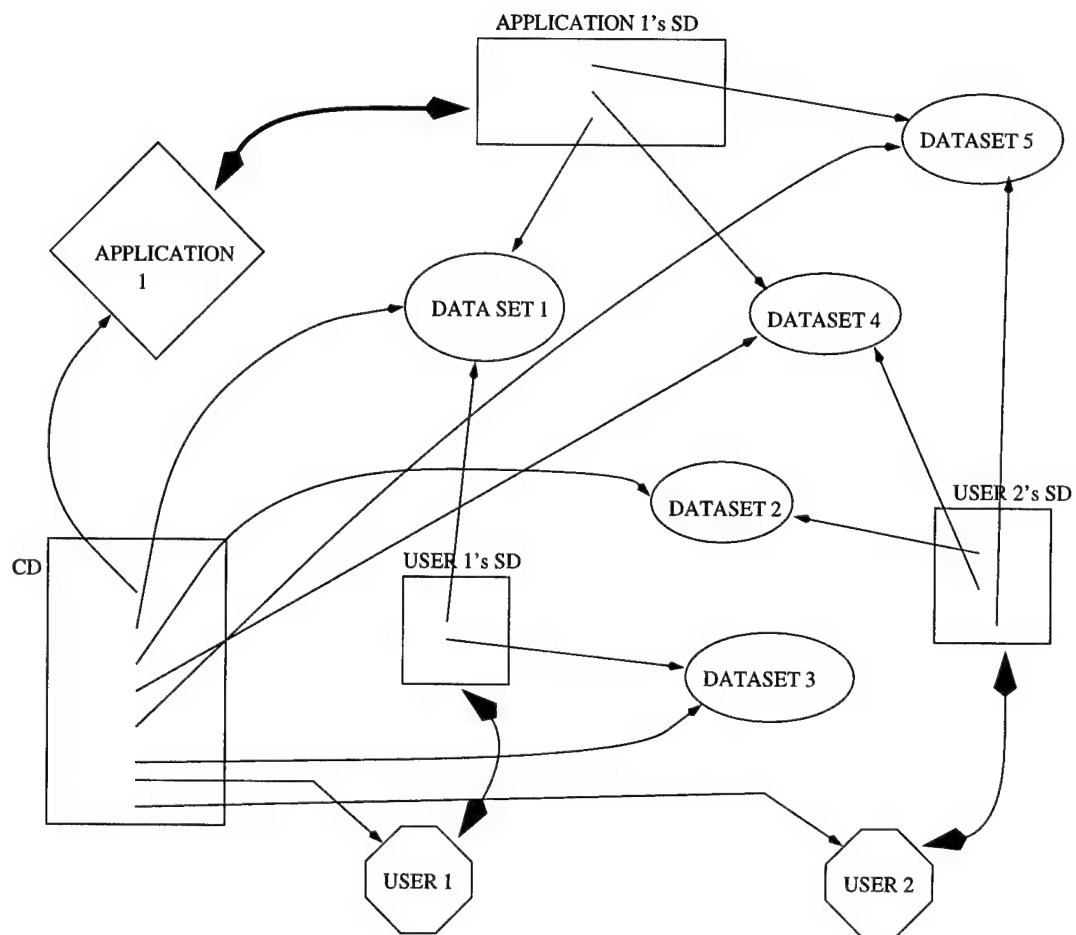 APPLICATION 1's SD
DATASET 5
APPLICATION
1
DATA SET 1
DATASET 4
DATASET 2
USER 2's SD
CD
USER 1's SD
DATASET 3
USER 1
USER 2